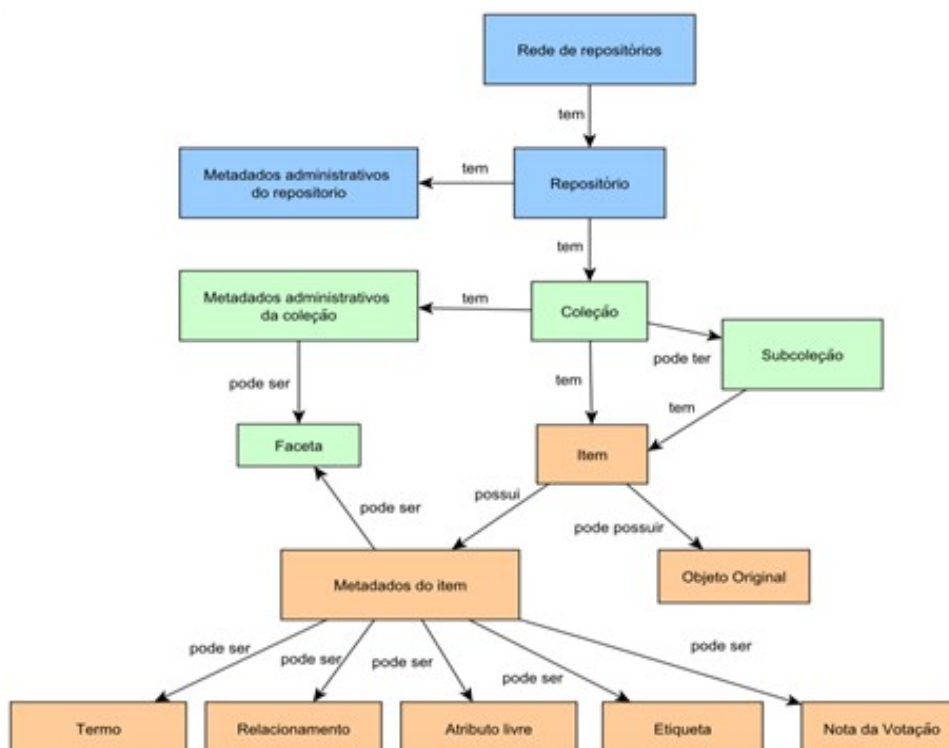 Rede de repositórios
tem
Metadados administrativos
do repositorio
tem
Repositório
tem
Metadados administrativos
da coleção
tem
Coleção
pode ter
Subcoleção
pode ser
tem
tem
Faceta
Item
pode ser
possui
pode possuir
Metadados do item
Objeto Original
pode ser
pode ser
pode ser
pode ser
pode ser
Termo
Relacionamento
Atributo livre
Etiqueta
Nota da Votação